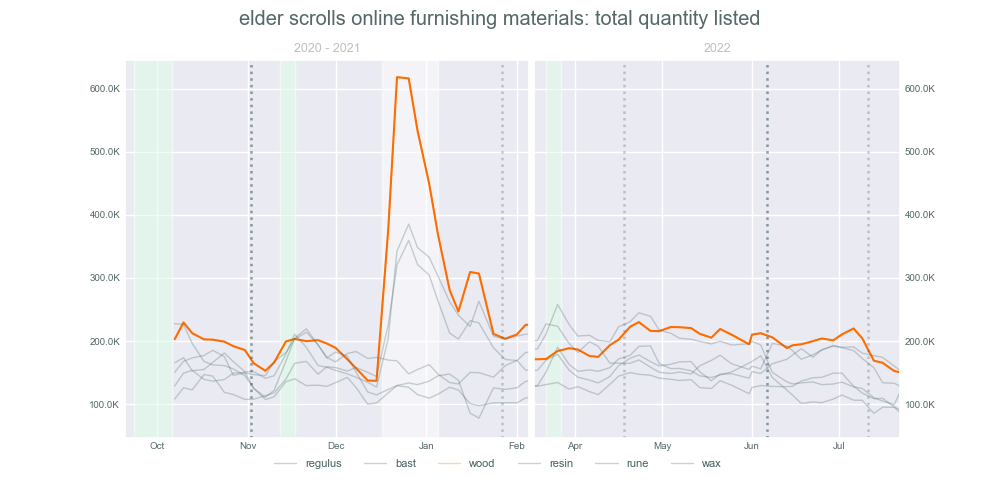 elder scrolls online furnishing materials: total quantity listed
2020 - 2021
2022
600.0K
600.0K
500.0K
500.0K
400.0K
400.0K
300.0K
300.0K
200.0K
200.0K
100.0K
100.0K
Oct Nov Dec Jan Feb Apr May Jun Jul
regulus bast wood resin rune wax